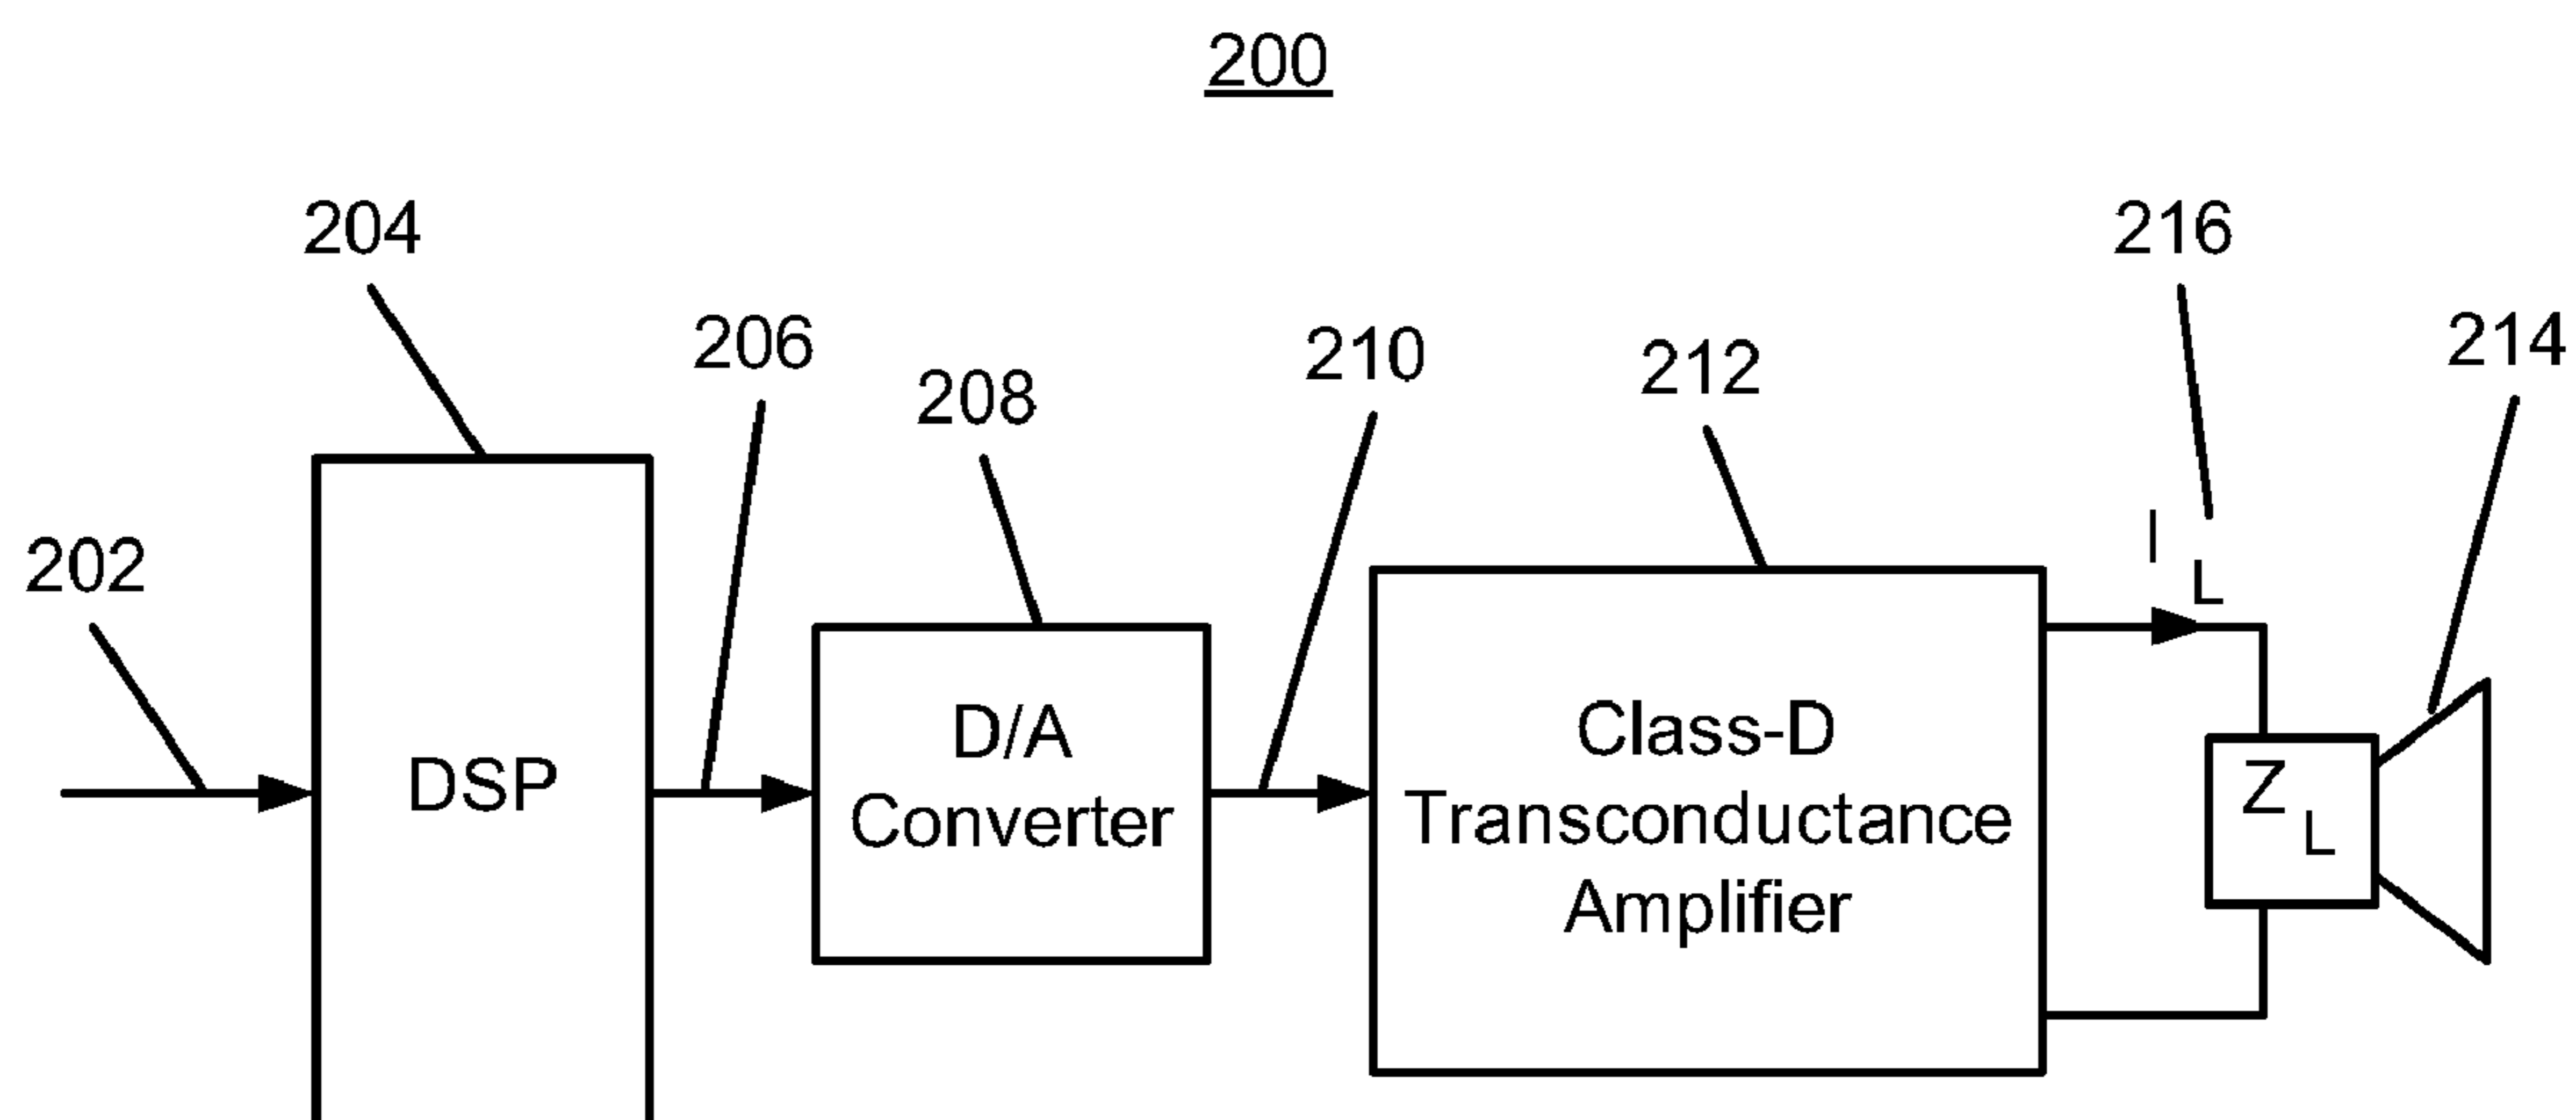 200
204
216
206
214
210
212
208
202
I
L
DSP
D/A
Converter
Class-D
Transconductance
Amplifier
Z
L